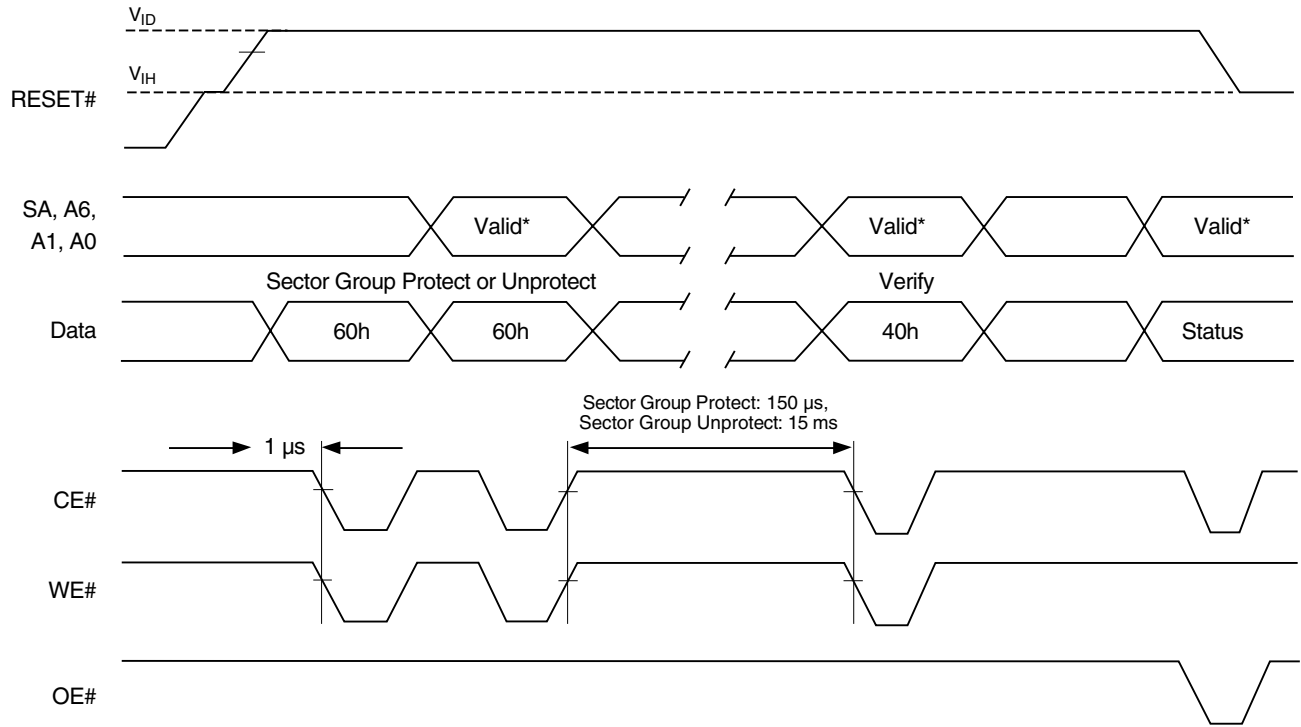 VID
VIH
RESET#
SA, A6,
A1, A0
Valid*
Valid*
Valid*
Sector Group Protect or Unprotect
Verify
Data
60h
60h
40h
Status
Sector Group Protect: 150 µs,
Sector Group Unprotect: 15 ms
1 µs
CE#
WE#
OE#